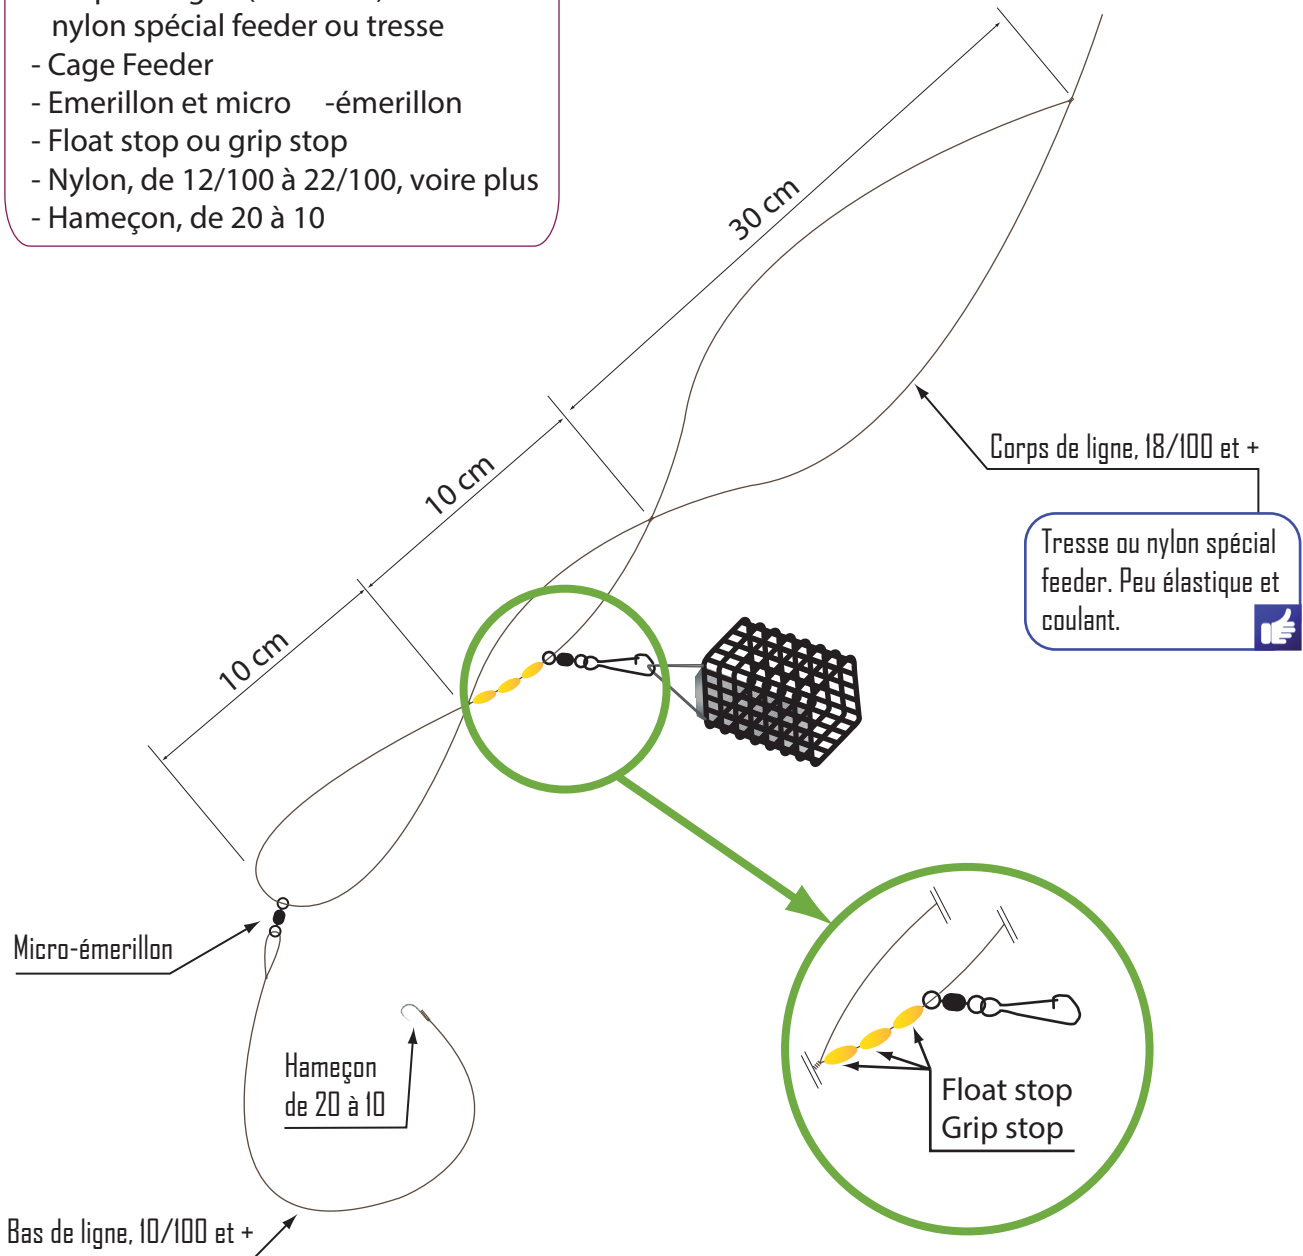 nylon spécial feeder ou tresse
- Cage Feeder
- Emerillon et micro -émerillon
- Float stop ou grip stop
- Nylon, de 12/100 à 22/100, voire plus
- Hameçon, de 20 à 10
30 cm
10 cm
10 cm
Corps de ligne, 18/100 et +
Tresse ou nylon spécial
feeder. Peu élastique et
coulant.
Micro-émerillon
Hameçon
de 20 à 10
Float stop
Grip stop
Bas de ligne, 10/100 et +